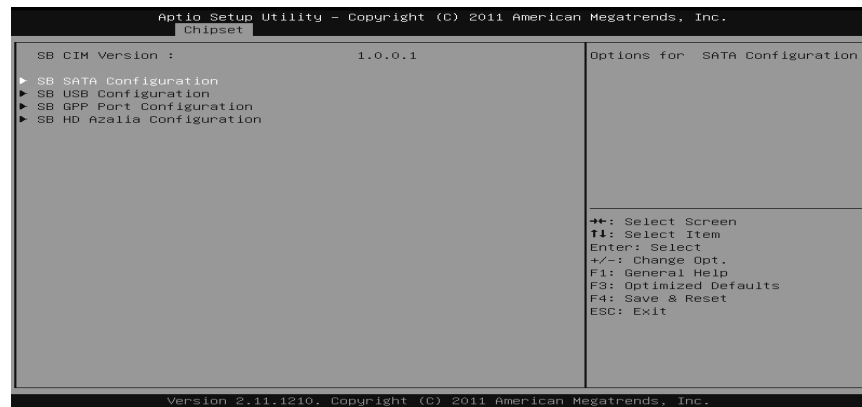 Aptio Setup Utility – Copyright (C) 2011 American Megatrends, Inc.
Chipset
SB CIM Version : 1.0.0.1
► SB SATA Configuration
► SB USB Configuration
► SB GPP Port Configuration
► SB HD Azalia Configuration
Options for SATA Configuration
→←: Select Screen
↑↓: Select Item
Enter: Select
+/-: Change Opt.
F1: General Help
F3: Optimized Defaults
F4: Save & Reset
ESC: Exit
Version 2.11.1210. Copyright (C) 2011 American Megatrends, Inc.